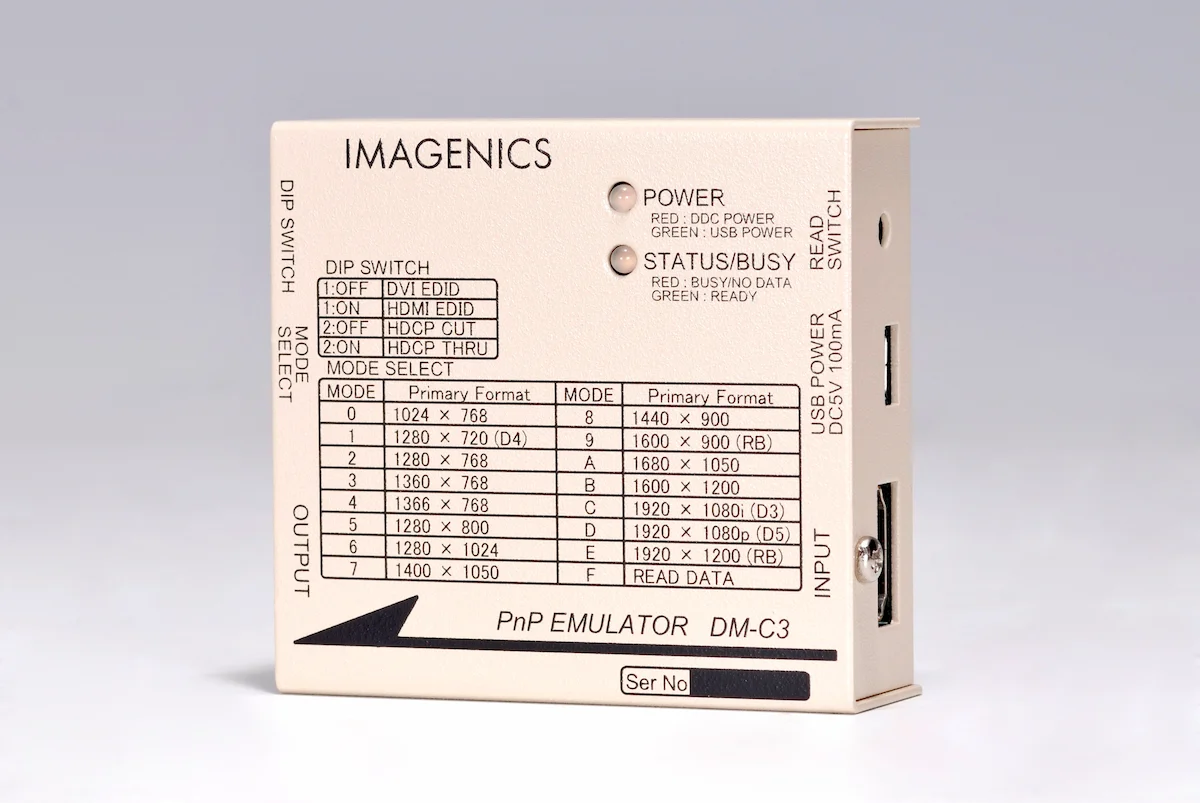 IMAGENICS
POWER
RED : DDC POWER
GREEN : USB POWER
STATUS/BUSY
RED : BUSY/NO DATA
GREEN : READY
READ
SWITCH
DIP SWITCH
DIP SWITCH
1:OFF DVI EDID
1:ON HDMI EDID
2:OFF HDCP CUT
2:ON HDCP THRU
MODE
SELECT
USB POWER
DC5V 100mA
MODE SELECT
MODE Primary Format MODE Primary Format
0 1024 × 768 8 1440 × 900
1 1280 × 720 (D4) 9 1600 × 900 (RB)
2 1280 × 768 A 1680 × 1050
3 1360 × 768 B 1600 × 1200
4 1366 × 768 C 1920 × 1080i (D3)
5 1280 × 800 D 1920 × 1080p (D5)
6 1280 × 1024 E 1920 × 1200 (RB)
7 1400 × 1050 F READ DATA
OUTPUT
INPUT
PnP EMULATOR DM-C3
Ser No